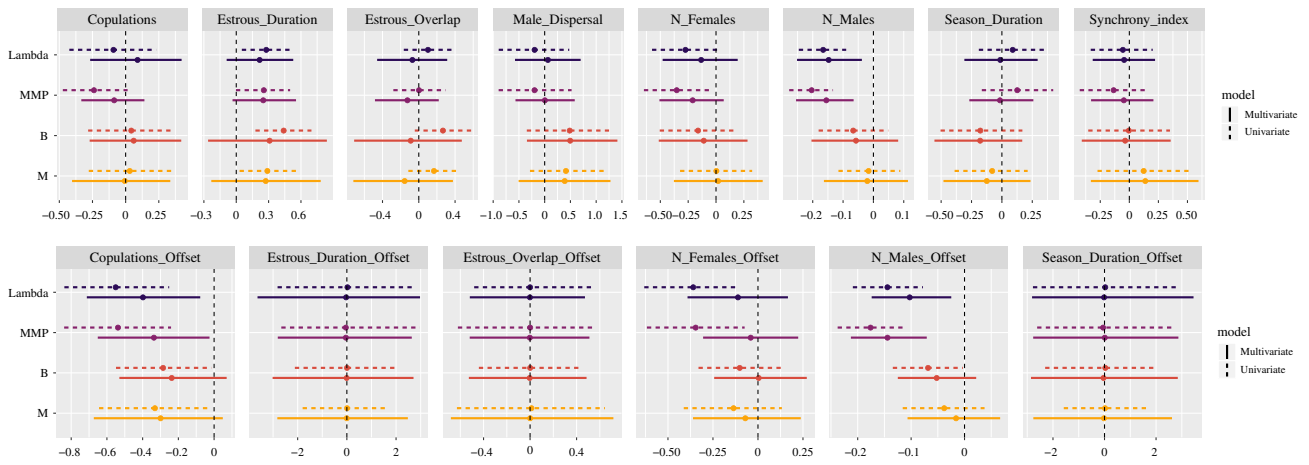 Copulations Estrous_Duration Estrous_Overlap Male_Dispersal N_Females N_Males Season_Duration Synchrony_index
Lambda
MMP
B
M
model
Multivariate
Univariate
−0.50 −0.25 0 0.25 −0.3 0 0.3 0.6 −0.4 0 0.4 −1.0 −0.5 0 0.5 1.0 1.5 −0.50 −0.25 0 0.25 −0.2 −0.1 0 0.1 −0.50 −0.25 0 0.25 −0.25 0 0.25 0.50
Copulations_Offset Estrous_Duration_Offset Estrous_Overlap_Offset N_Females_Offset N_Males_Offset Season_Duration_Offset
Lambda
MMP
B
M
model
Multivariate
Univariate
−0.8 −0.6 −0.4 −0.2 0 −2 0 2 −0.4 0 0.4 −0.50 −0.25 0 0.25 −0.2 −0.1 0 −2 0 2